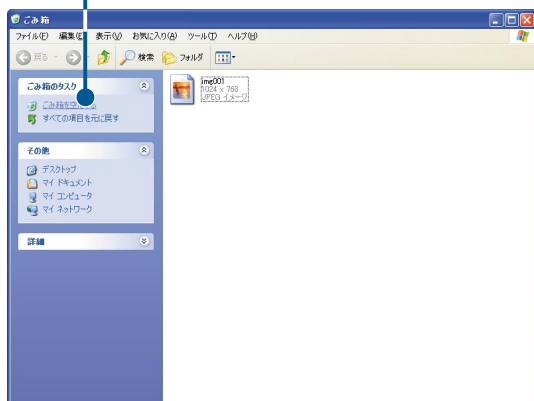 ごみ箱
ファイル(F) 編集(E) 表示(V) お気に入り(A) ツール(T) ヘルプ(H)
戻る 検索 フォルダ
ごみ箱のタスク
ごみ箱を空にする
すべての項目を元に戻す
img001
1024 x 768
JPEG イメージ
その他
デスクトップ
マイ ドキュメント
マイ コンピュータ
マイ ネットワーク
詳細